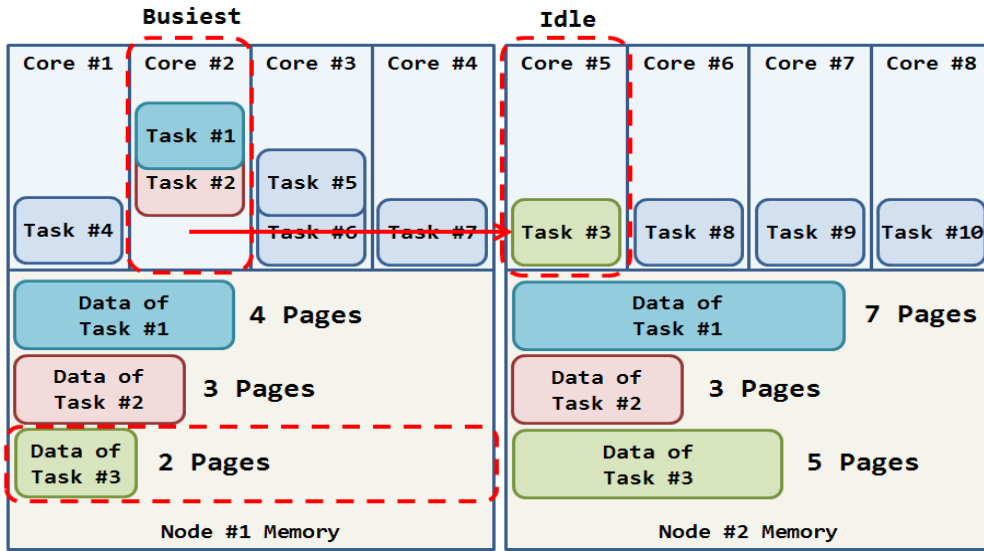 Busiest
Idle
Core #1
Core #2
Core #3
Core #4
Core #5
Core #6
Core #7
Core #8
Task #1
Task #2
Task #5
Task #4
Task #6
Task #7
Task #3
Task #8
Task #9
Task #10
Data of
Task #1
4 Pages
Data of
Task #2
3 Pages
Data of
Task #3
2 Pages
Node #1 Memory
Data of
Task #1
7 Pages
Data of
Task #2
3 Pages
Data of
Task #3
5 Pages
Node #2 Memory